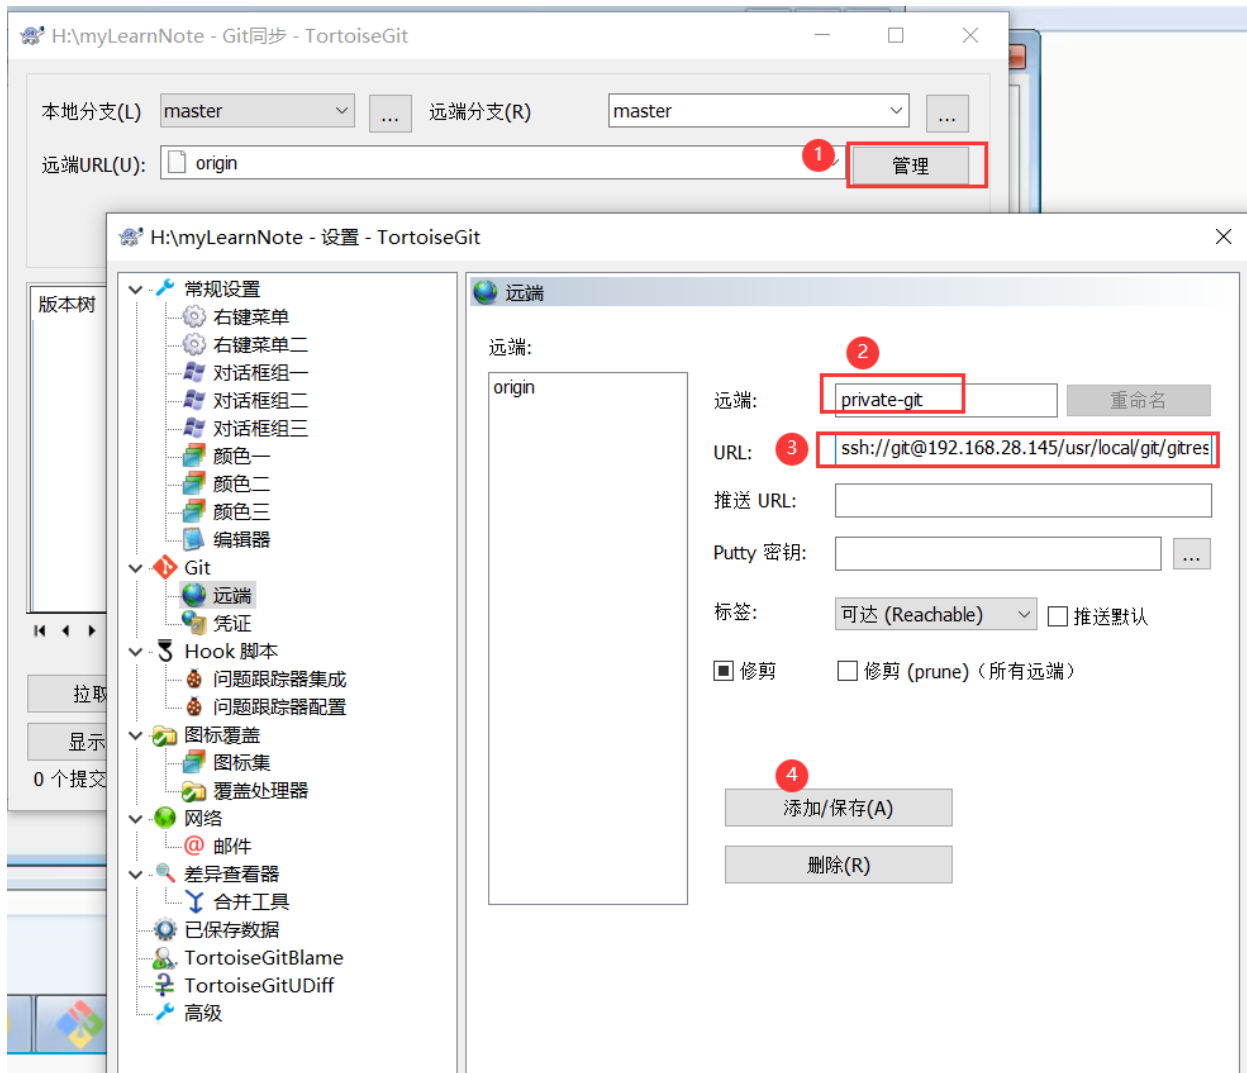 H:\myLearnNote - Git同步 - TortoiseGit
本地分支(L) master ... 远端分支(R) master ...
远端URL(U): origin 1 管理
H:\myLearnNote - 设置 - TortoiseGit
版本树
拉取
显示
0 个提交
常规设置
右键菜单
右键菜单二
对话框组一
对话框组二
对话框组三
颜色一
颜色二
颜色三
编辑器
Git
远端
凭证
Hook 脚本
问题跟踪器集成
问题跟踪器配置
图标覆盖
图标集
覆盖处理器
网络
邮件
差异查看器
合并工具
已保存数据
TortoiseGitBlame
TortoiseGitUDiff
高级
远端
远端:
origin
2
远端: private-git 重命名
URL: 3 ssh://git@192.168.28.145/usr/local/git/gitres
推送 URL:
Putty 密钥: ...
标签: 可达 (Reachable) 推送默认
修剪 修剪 (prune)（所有远端）
4
添加/保存(A)
删除(R)